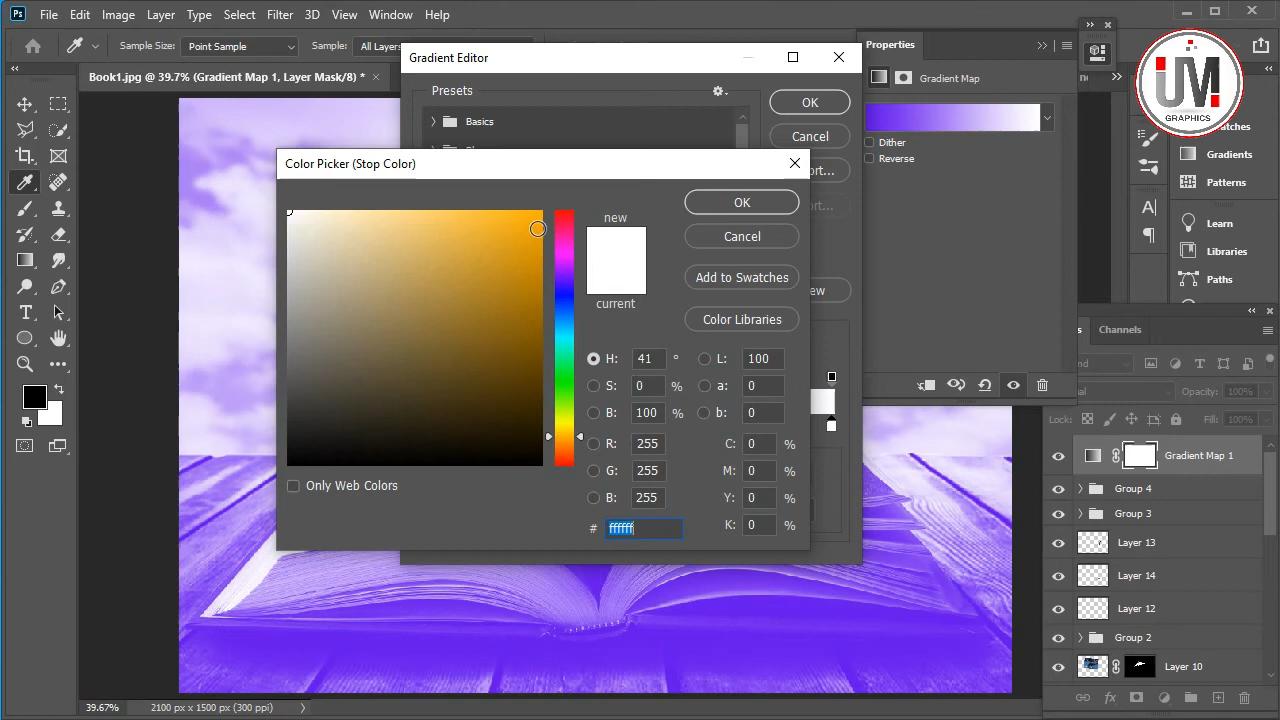 Ps File Edit Image Layer Type Select Filter 3D View Window Help
Sample Size: Point Sample Sample: All Layers
Book1.jpg @ 39.7% (Gradient Map 1, Layer Mask/8) *
Gradient Editor
Presets
Basics
OK
Cancel
Color Picker (Stop Color)
new
current
OK
Cancel
Add to Swatches
Color Libraries
H: 41 °
S: 0 %
B: 100 %
R: 255
G: 255
B: 255
L: 100
a: 0
b: 0
C: 0 %
M: 0 %
Y: 0 %
K: 0 %
Only Web Colors
# ffffff
Properties
Gradient Map
Dither
Reverse
UM
GRAPHICS
Gradients
Patterns
Learn
Libraries
Paths
Channels
Opacity: 100%
Lock: Fill: 100%
Gradient Map 1
Group 4
Group 3
Layer 13
Layer 14
Layer 12
Group 2
Layer 10
39.67% 2100 px x 1500 px (300 ppi)